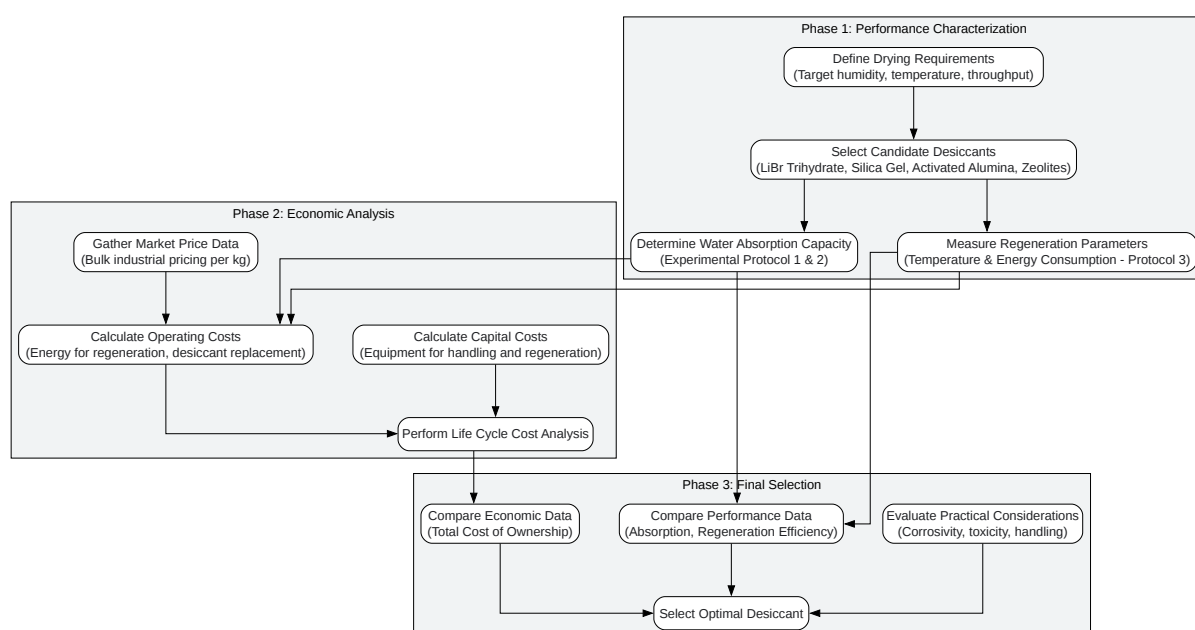 Phase 1: Performance Characterization
Define Drying Requirements
(Target humidity, temperature, throughput)
Select Candidate Desiccants
(LiBr Trihydrate, Silica Gel, Activated Alumina, Zeolites)
Determine Water Absorption Capacity
(Experimental Protocol 1 & 2)
Measure Regeneration Parameters
(Temperature & Energy Consumption - Protocol 3)
Phase 2: Economic Analysis
Gather Market Price Data
(Bulk industrial pricing per kg)
Calculate Operating Costs
(Energy for regeneration, desiccant replacement)
Calculate Capital Costs
(Equipment for handling and regeneration)
Perform Life Cycle Cost Analysis
Phase 3: Final Selection
Compare Economic Data
(Total Cost of Ownership)
Compare Performance Data
(Absorption, Regeneration Efficiency)
Evaluate Practical Considerations
(Corrosivity, toxicity, handling)
Select Optimal Desiccant